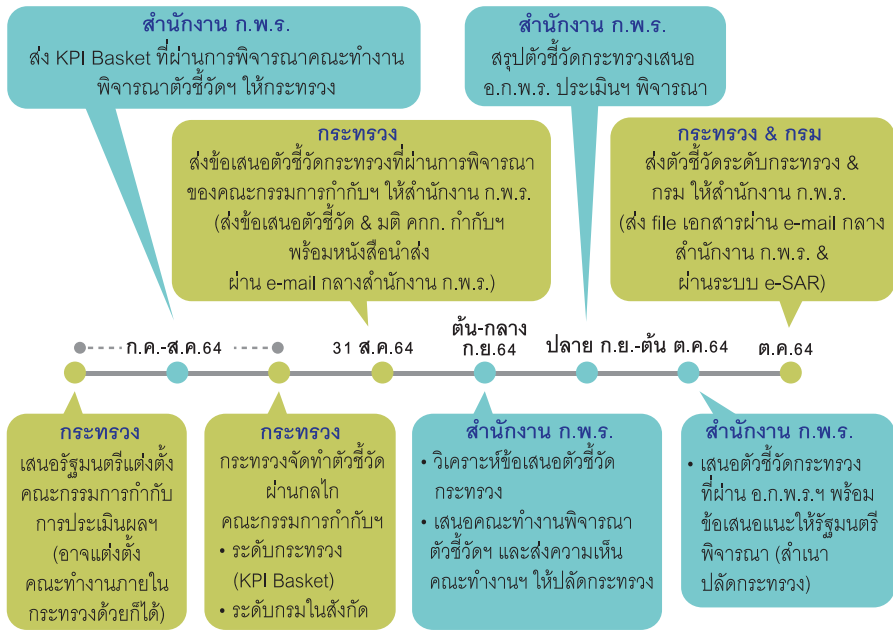 สำนักงาน ก.พ.ร.
ส่ง KPI Basket ที่ผ่านการพิจารณาคณะทำงาน
พิจารณาตัวชี้วัดฯ ให้กระทรวง
สำนักงาน ก.พ.ร.
สรุปตัวชี้วัดกระทรวงเสนอ
อ.ก.พ.ร. ประเมินฯ พิจารณา
กระทรวง
ส่งข้อเสนอตัวชี้วัดกระทรวงที่ผ่านการพิจารณา
ของคณะกรรมการกำกับฯ ให้สำนักงาน ก.พ.ร.
(ส่งข้อเสนอตัวชี้วัด & มติ คกก. กำกับฯ
พร้อมหนังสือนำส่ง
ผ่าน e-mail กลางสำนักงาน ก.พ.ร.)
กระทรวง & กรม
ส่งตัวชี้วัดระดับกระทรวง &
กรม ให้สำนักงาน ก.พ.ร.
(ส่ง file เอกสารผ่าน e-mail กลาง
สำนักงาน ก.พ.ร. &
ผ่านระบบ e-SAR)
ก.ค.-ส.ค.64
31 ส.ค.64
ต้น-กลาง
ก.ย.64
ปลาย ก.ย.-ต้น ต.ค.64
ต.ค.64
กระทรวง
เสนอรัฐมนตรีแต่งตั้ง
คณะกรรมการกำกับ
การประเมินผลฯ
(อาจแต่งตั้ง
คณะทำงานภายใน
กระทรวงด้วยก็ได้)
กระทรวง
กระทรวงจัดทำตัวชี้วัด
ผ่านกลไก
คณะกรรมการกำกับฯ
• ระดับกระทรวง
(KPI Basket)
• ระดับกรมในสังกัด
สำนักงาน ก.พ.ร.
• วิเคราะห์ข้อเสนอตัวชี้วัด
กระทรวง
• เสนอคณะทำงานพิจารณา
ตัวชี้วัดฯ และส่งความเห็น
คณะทำงานฯ ให้ปลัดกระทรวง
สำนักงาน ก.พ.ร.
• เสนอตัวชี้วัดกระทรวง
ที่ผ่าน อ.ก.พ.ร.ฯ พร้อม
ข้อเสนอแนะให้รัฐมนตรี
พิจารณา (สำเนา
ปลัดกระทรวง)